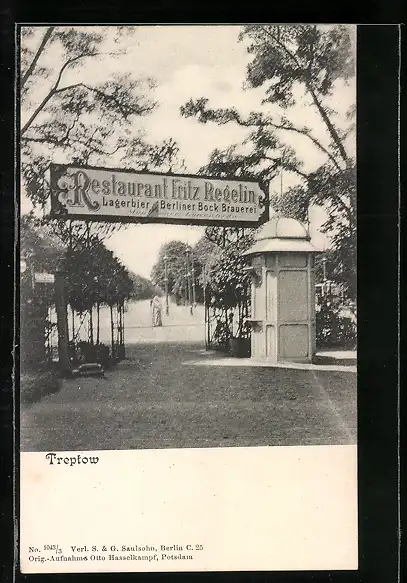 Restaurant Fritz Regelin
Lagerbier Berliner Bock Brauerei
Treptow
No. 1043/3 Verl. S. & G. Saulsohn, Berlin C. 25
Orig.-Aufnahme Otto Hasselkampf, Potsdam